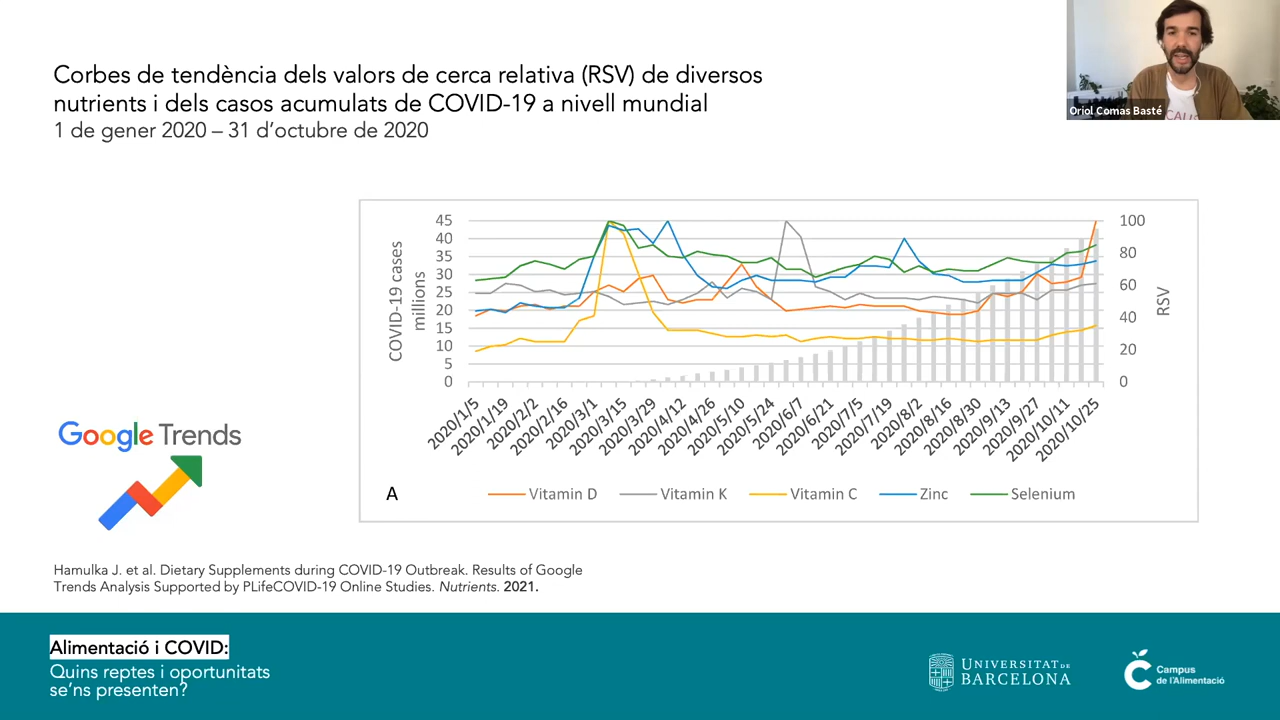 Corbes de tendència dels valors de cerca relativa (RSV) de diversos
nutrients i dels casos acumulats de COVID-19 a nivell mundial
1 de gener 2020 – 31 d'octubre de 2020
Oriol Comas Basté
COVID-19 cases
millions
45
40
35
30
25
20
15
10
5
0
100
80
60
40
20
0
RSV
2020/1/5
2020/1/19
2020/2/2
2020/2/16
2020/3/1
2020/3/15
2020/3/29
2020/4/12
2020/4/26
2020/5/10
2020/5/24
2020/6/7
2020/6/21
2020/7/5
2020/7/19
2020/8/2
2020/8/16
2020/8/30
2020/9/13
2020/9/27
2020/10/11
2020/10/25
A
Vitamin D
Vitamin K
Vitamin C
Zinc
Selenium
Google Trends
Hamulka J. et al. Dietary Supplements during COVID-19 Outbreak. Results of Google
Trends Analysis Supported by PLifeCOVID-19 Online Studies. Nutrients. 2021.
Alimentació i COVID:
Quins reptes i oportunitats
se'ns presenten?
UNIVERSITAT DE
BARCELONA
Campus
de l'Alimentació